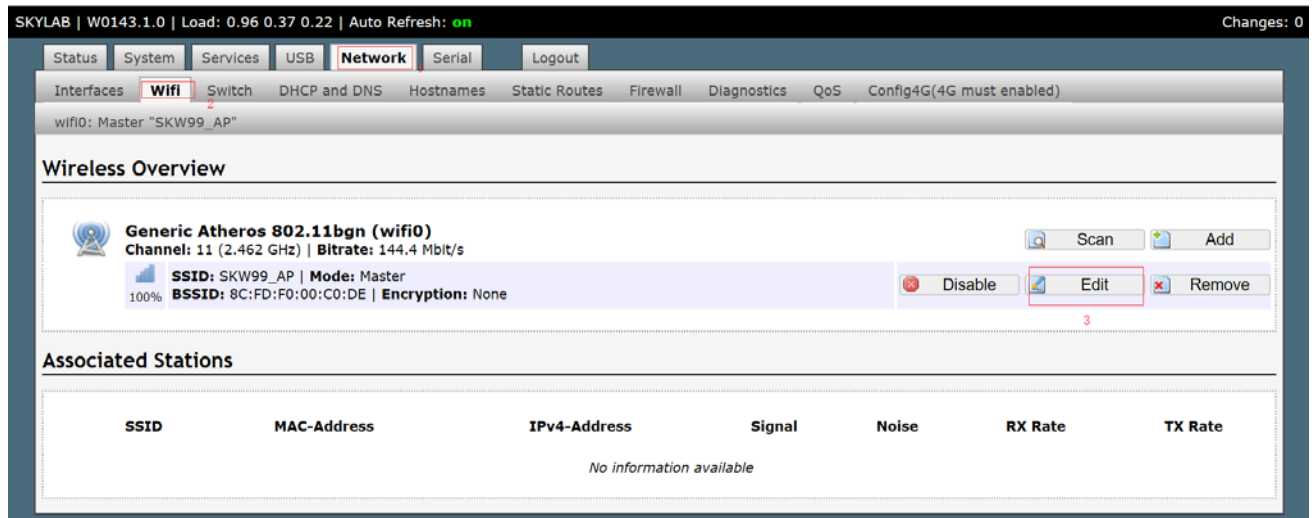 SKYLAB | W0143.1.0 | Load: 0.96 0.37 0.22 | Auto Refresh: on Changes: 0
Status System Services USB Network Serial Logout
1
Interfaces Wifi Switch DHCP and DNS Hostnames Static Routes Firewall Diagnostics QoS Config4G(4G must enabled)
2
wifi0: Master "SKW99_AP"
Wireless Overview
Generic Atheros 802.11bgn (wifi0)
Channel: 11 (2.462 GHz) | Bitrate: 144.4 Mbit/s
Scan Add
SSID: SKW99_AP | Mode: Master
100% BSSID: 8C:FD:F0:00:C0:DE | Encryption: None
Disable Edit Remove
3
Associated Stations
SSID MAC-Address IPv4-Address Signal Noise RX Rate TX Rate
No information available